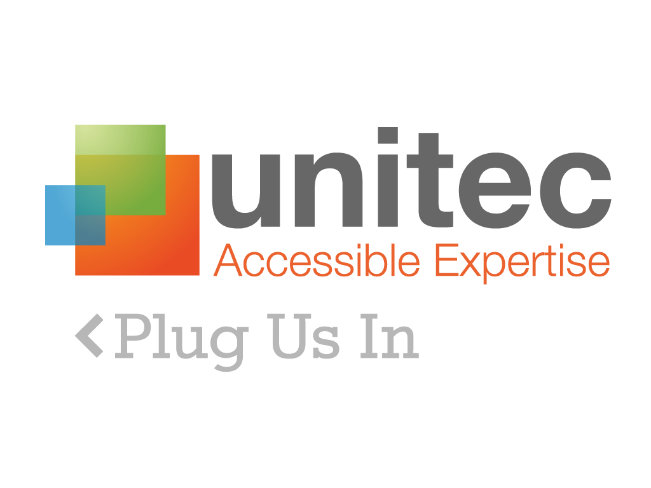 unitec
Accessible Expertise
Plug Us In